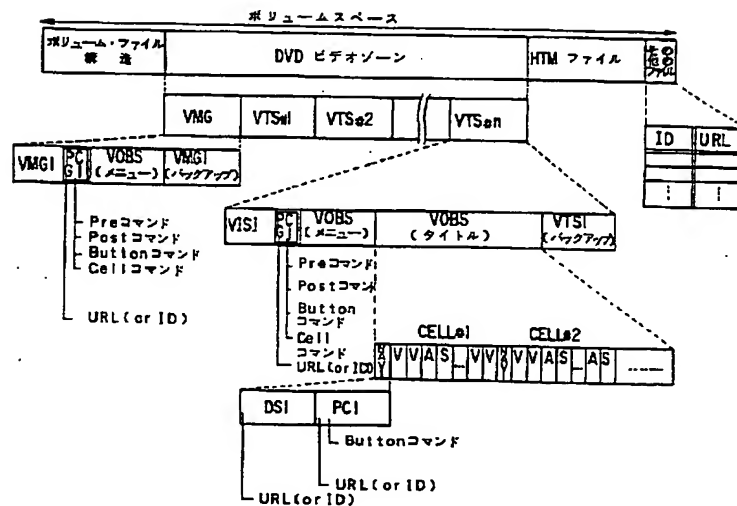 ボリュームスペース
ボリューム・ファイル
構造
DVD ビデオゾーン
HTM ファイル
VMG
VTS#1
VTS#2
VTS#n
ID
URL
VMGI
PC
GI
VOBS
(メニュー)
VMGI
(バックアップ)
Preコマンド
Postコマンド
Buttonコマンド
Cellコマンド
URL(or ID)
VISI
PC
GI
VOBS
(メニュー)
VOBS
(タイトル)
VTSI
(バックアップ)
Preコマンド
Postコマンド
Button
コマンド
Cell
コマンド
URL(or ID)
CELL#1
CELL#2
NAV
V
V
A
S
V
V
NAV
V
V
A
S
A
S
DSI
PCI
Buttonコマンド
URL(or ID)
URL(or ID)